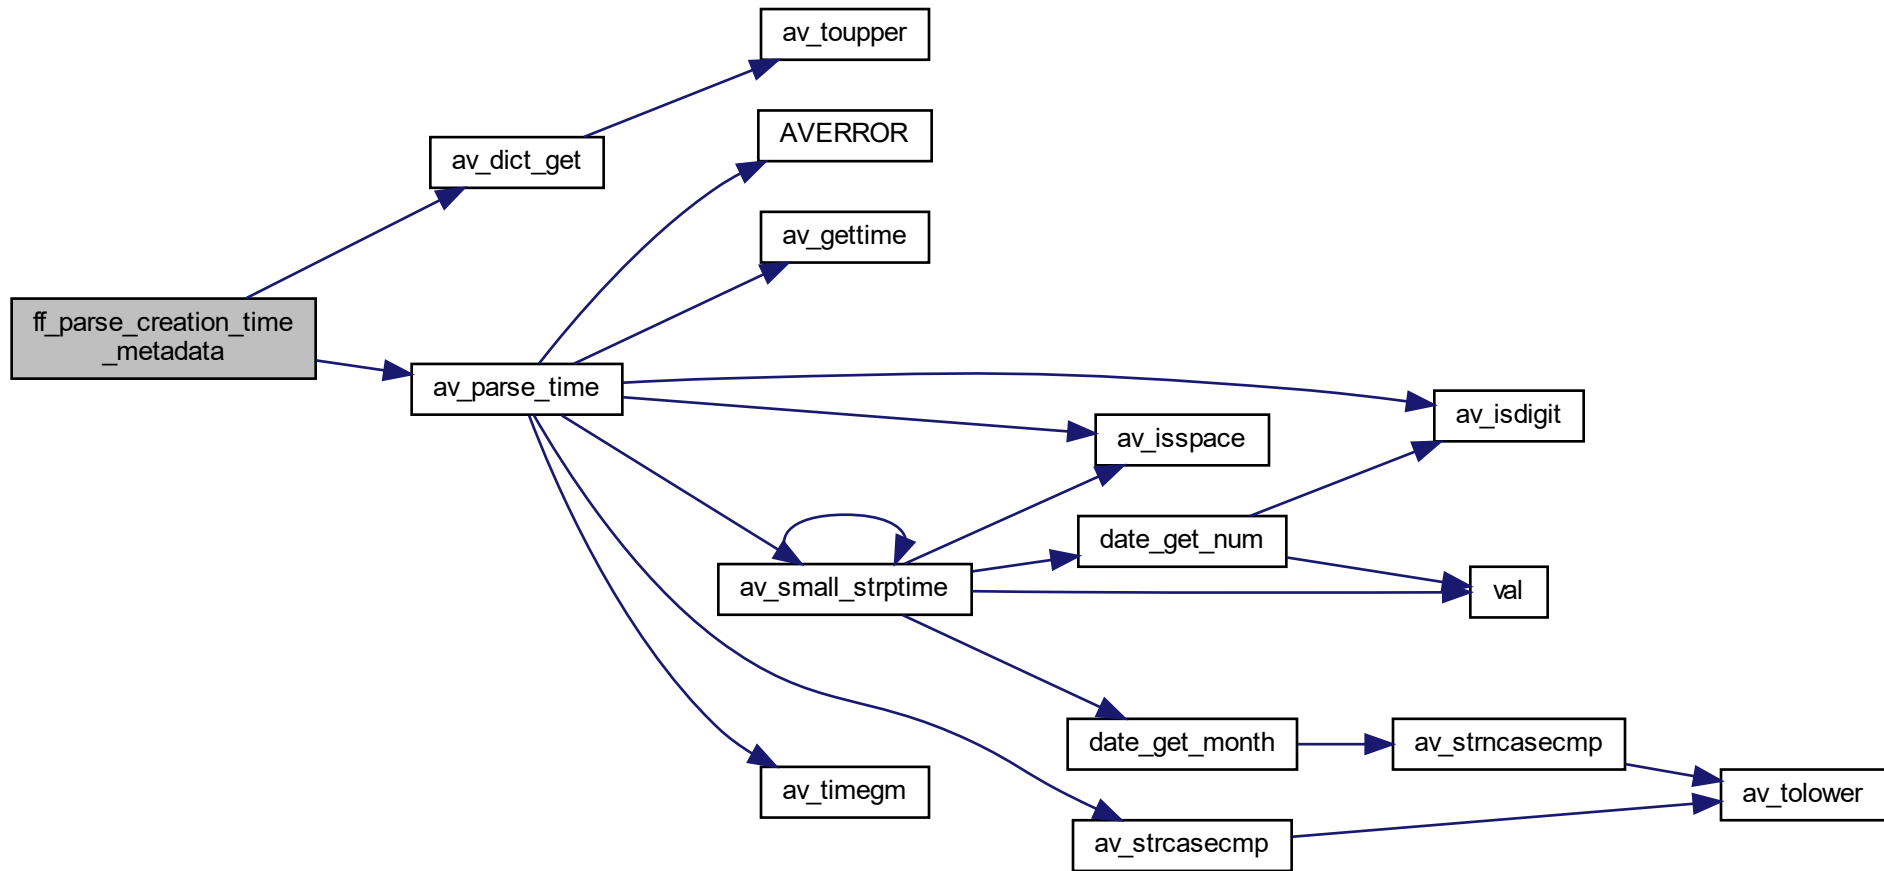 av_toupper
AVERROR
av_dict_get
av_gettime
ff_parse_creation_time
_metadata
av_parse_time
av_isdigit
av_isspace
date_get_num
av_small_strptime
val
date_get_month
av_strncasecmp
av_timegm
av_tolower
av_strcasecmp